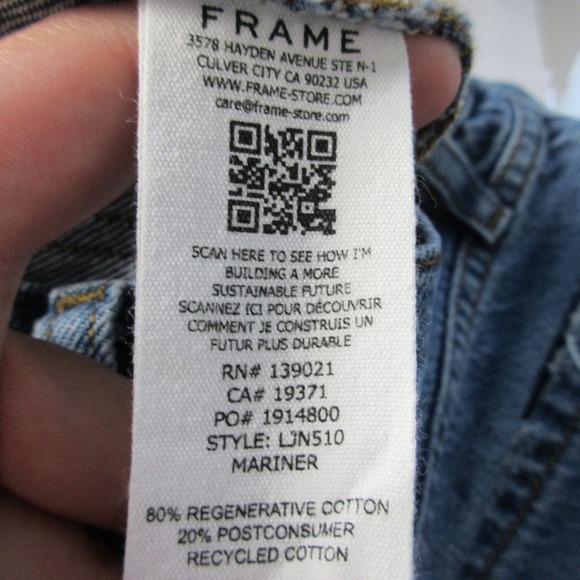 FRAME
3578 HAYDEN AVENUE STE N-1
CULVER CITY CA 90232 USA
WWW.FRAME-STORE.COM
care@frame-store.com
SCAN HERE TO SEE HOW I'M
BUILDING A MORE
SUSTAINABLE FUTURE
SCANNEZ ICI POUR DÉCOUVRIR
COMMENT JE CONSTRUIS UN
FUTUR PLUS DURABLE
RN# 139021
CA# 19371
PO# 1914800
STYLE: LJN510
MARINER
80% REGENERATIVE COTTON
20% POSTCONSUMER
RECYCLED COTTON